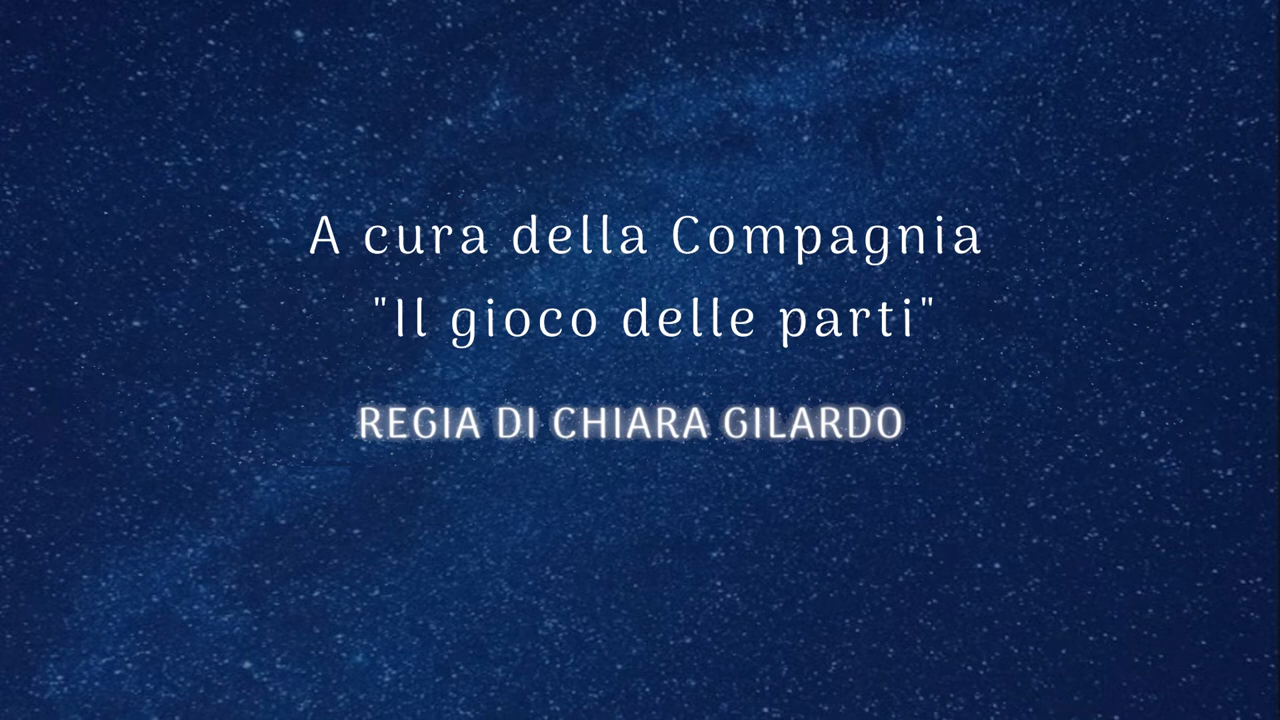 A cura della Compagnia
"Il gioco delle parti"
REGIA DI CHIARA GILARDO